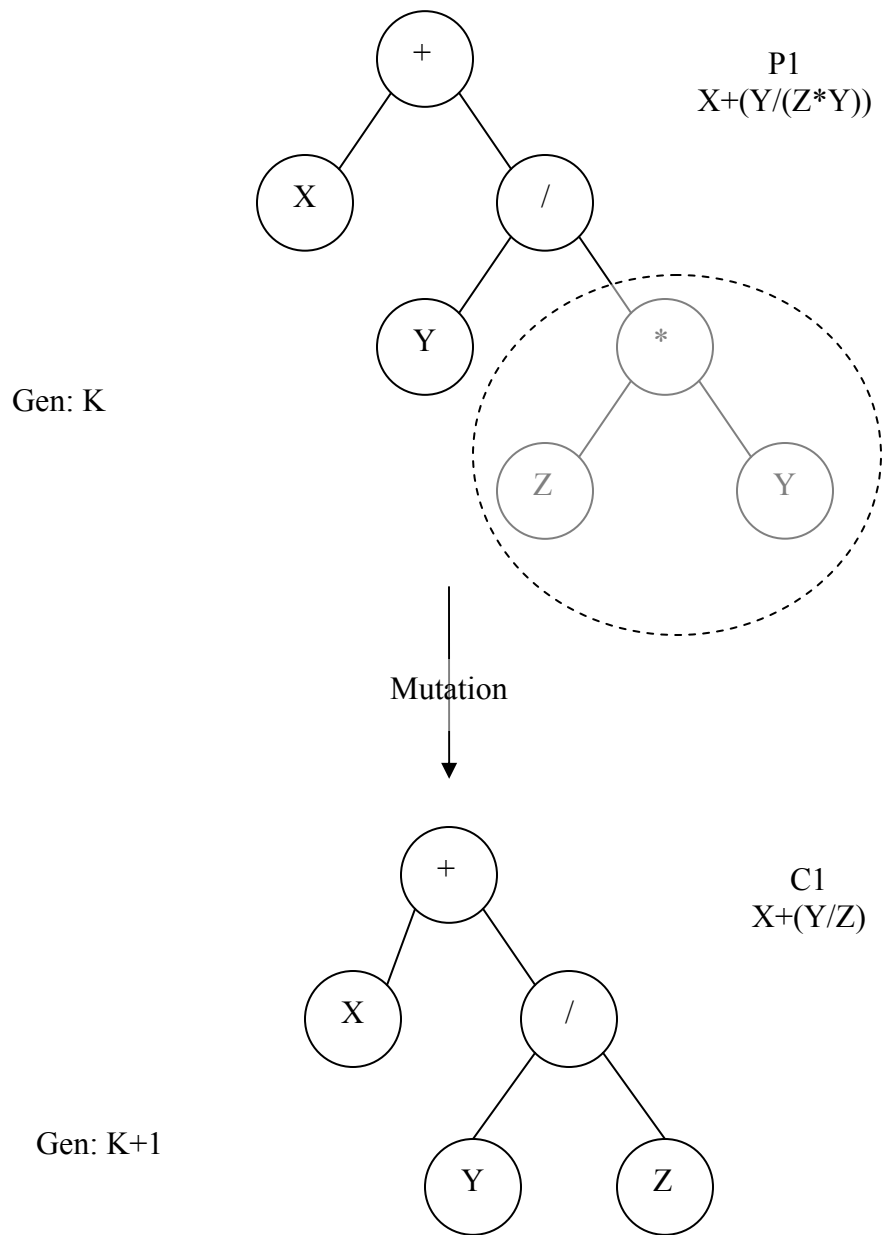 +
P1
X+(Y/(Z*Y))
X
/
Y
*
Gen: K
Z
Y
Mutation
+
C1
X+(Y/Z)
X
/
Gen: K+1
Y
Z